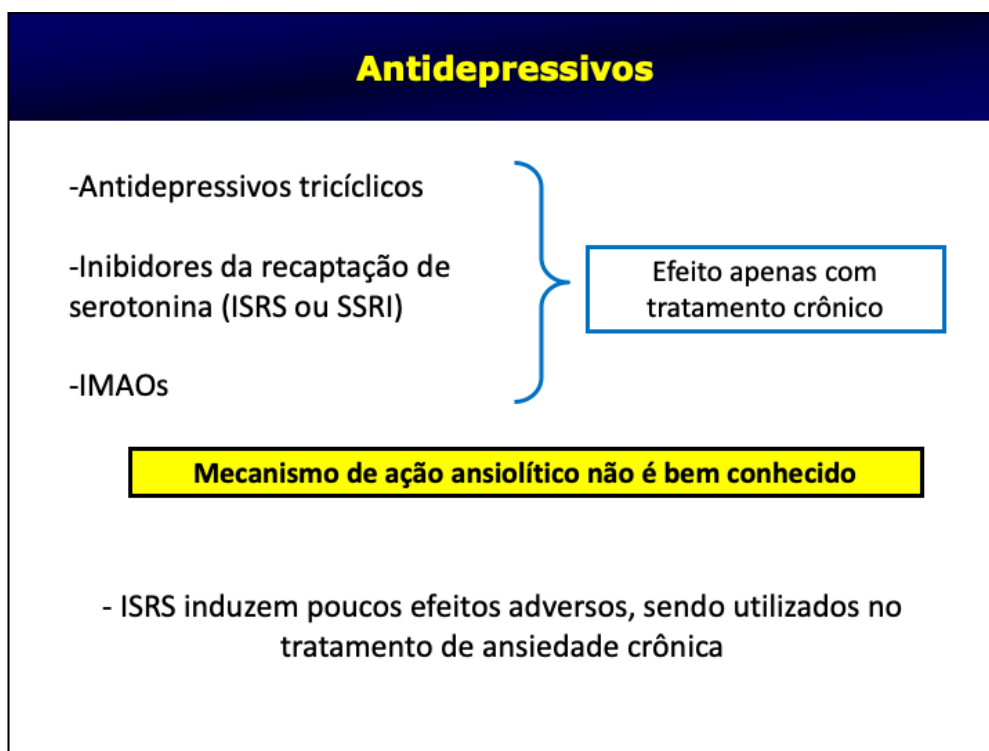 Antidepressivos
-Antidepressivos tricíclicos
-Inibidores da recaptação de
serotonina (ISRS ou SSRI)
-IMAOs
Efeito apenas com
tratamento crônico
Mecanismo de ação ansiolítico não é bem conhecido
- ISRS induzem poucos efeitos adversos, sendo utilizados no
tratamento de ansiedade crônica